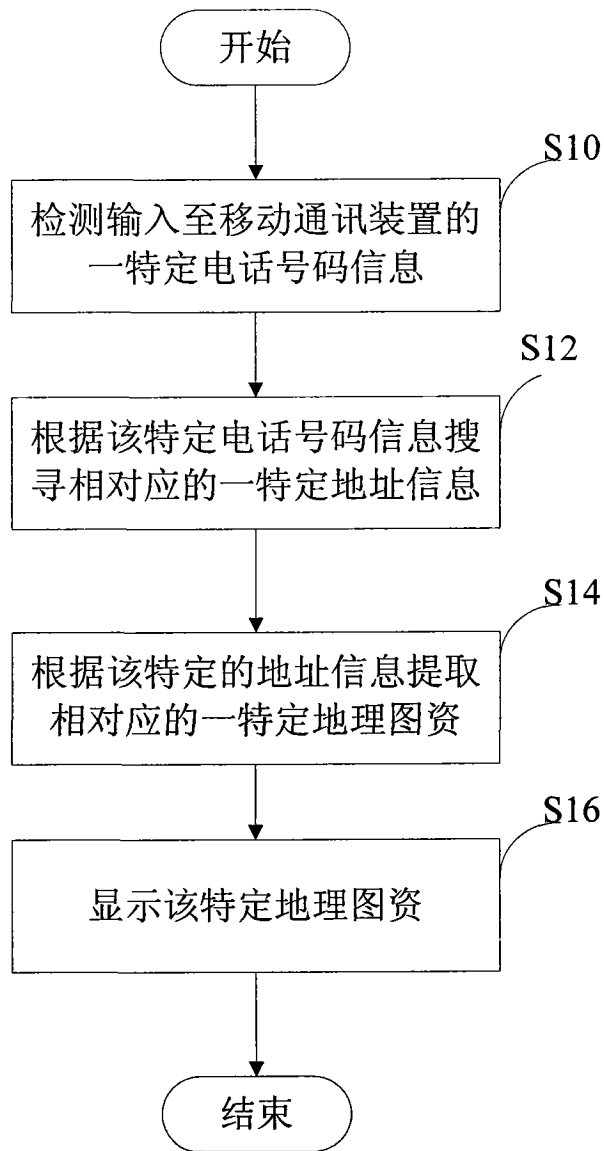 开始
S10
检测输入至移动通讯装置的
一特定电话号码信息
S12
根据该特定电话号码信息搜
寻相对应的一特定地址信息
S14
根据该特定的地址信息提取
相对应的一特定地理图资
S16
显示该特定地理图资
结束